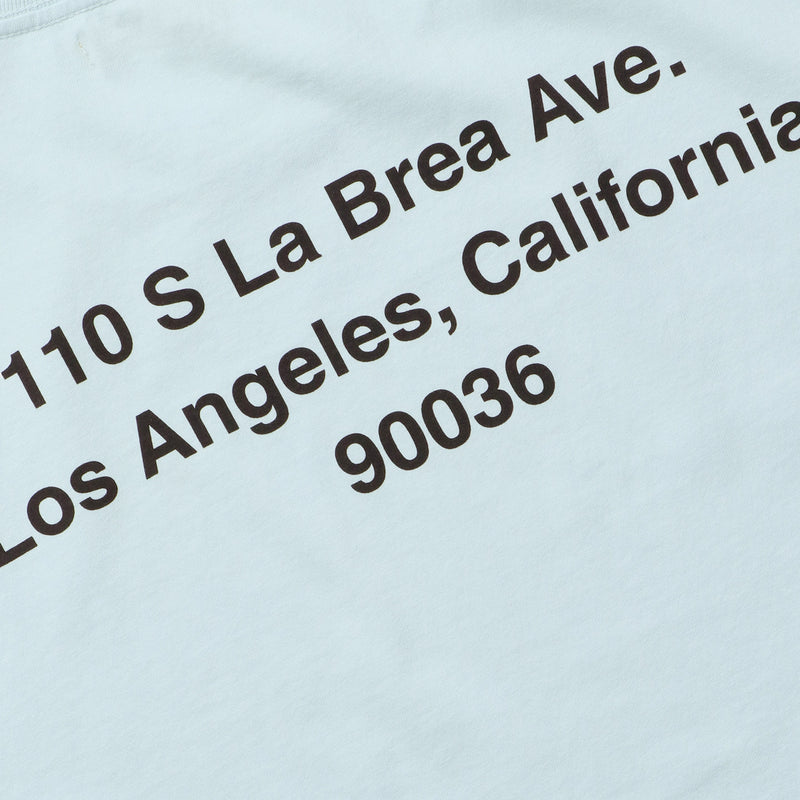 110 S La Brea Ave.
Los Angeles, California
90036